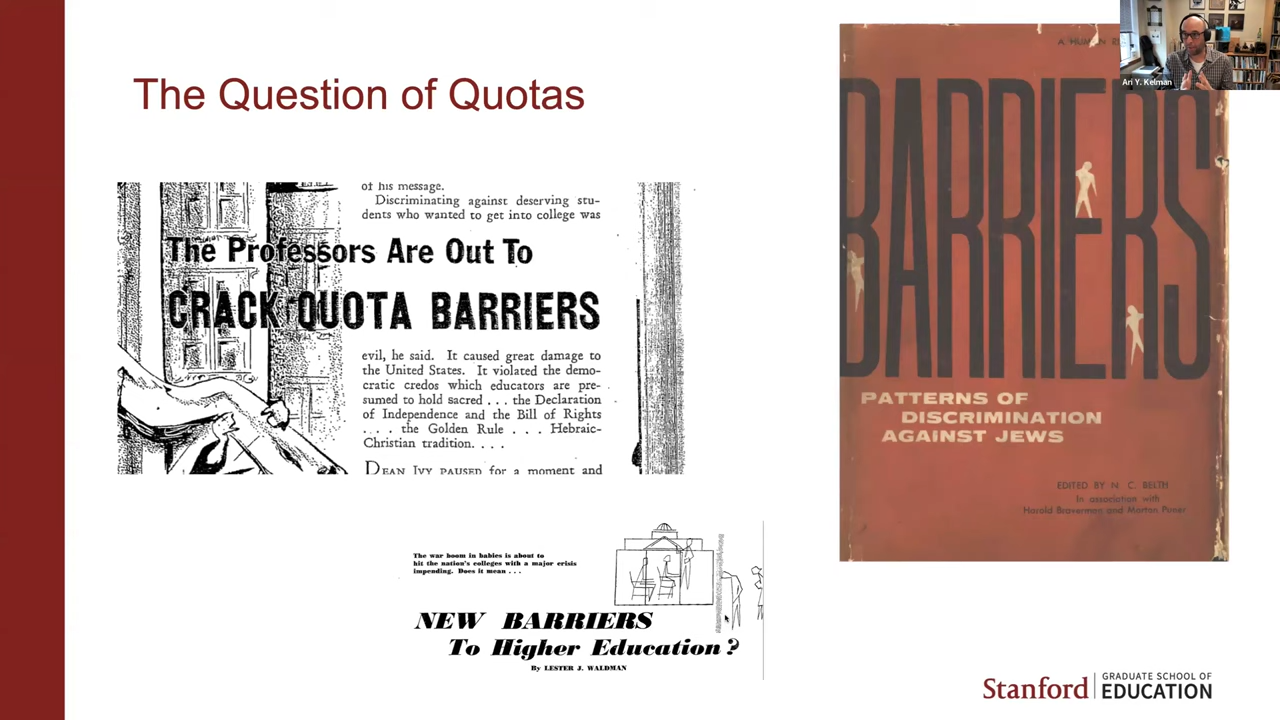 The Question of Quotas
of his message.
Discriminating against deserving stu-
dents who wanted to get into college was
The Professors Are Out To
CRACK QUOTA BARRIERS
evil, he said. It caused great damage to
the United States. It violated the demo-
cratic credos which educators are pre-
sumed to hold sacred . . . the Declaration
of Independence and the Bill of Rights
. . . . the Golden Rule . . . Hebraic-
Christian tradition. . . .
DEAN IVY PAUSED for a moment and
The war boom in babies is about to
hit the nation's colleges with a major crisis
impending. Does it mean . . .
NEW BARRIERS
To Higher Education?
By LESTER J. WALDMAN
A HUMAN
BARRIERS
PATTERNS OF
DISCRIMINATION
AGAINST JEWS
EDITED BY N. C. BELTH
In association with
Harold Braverman and Morton Puner
Ari Y. Kelman
Stanford
GRADUATE SCHOOL OF
EDUCATION